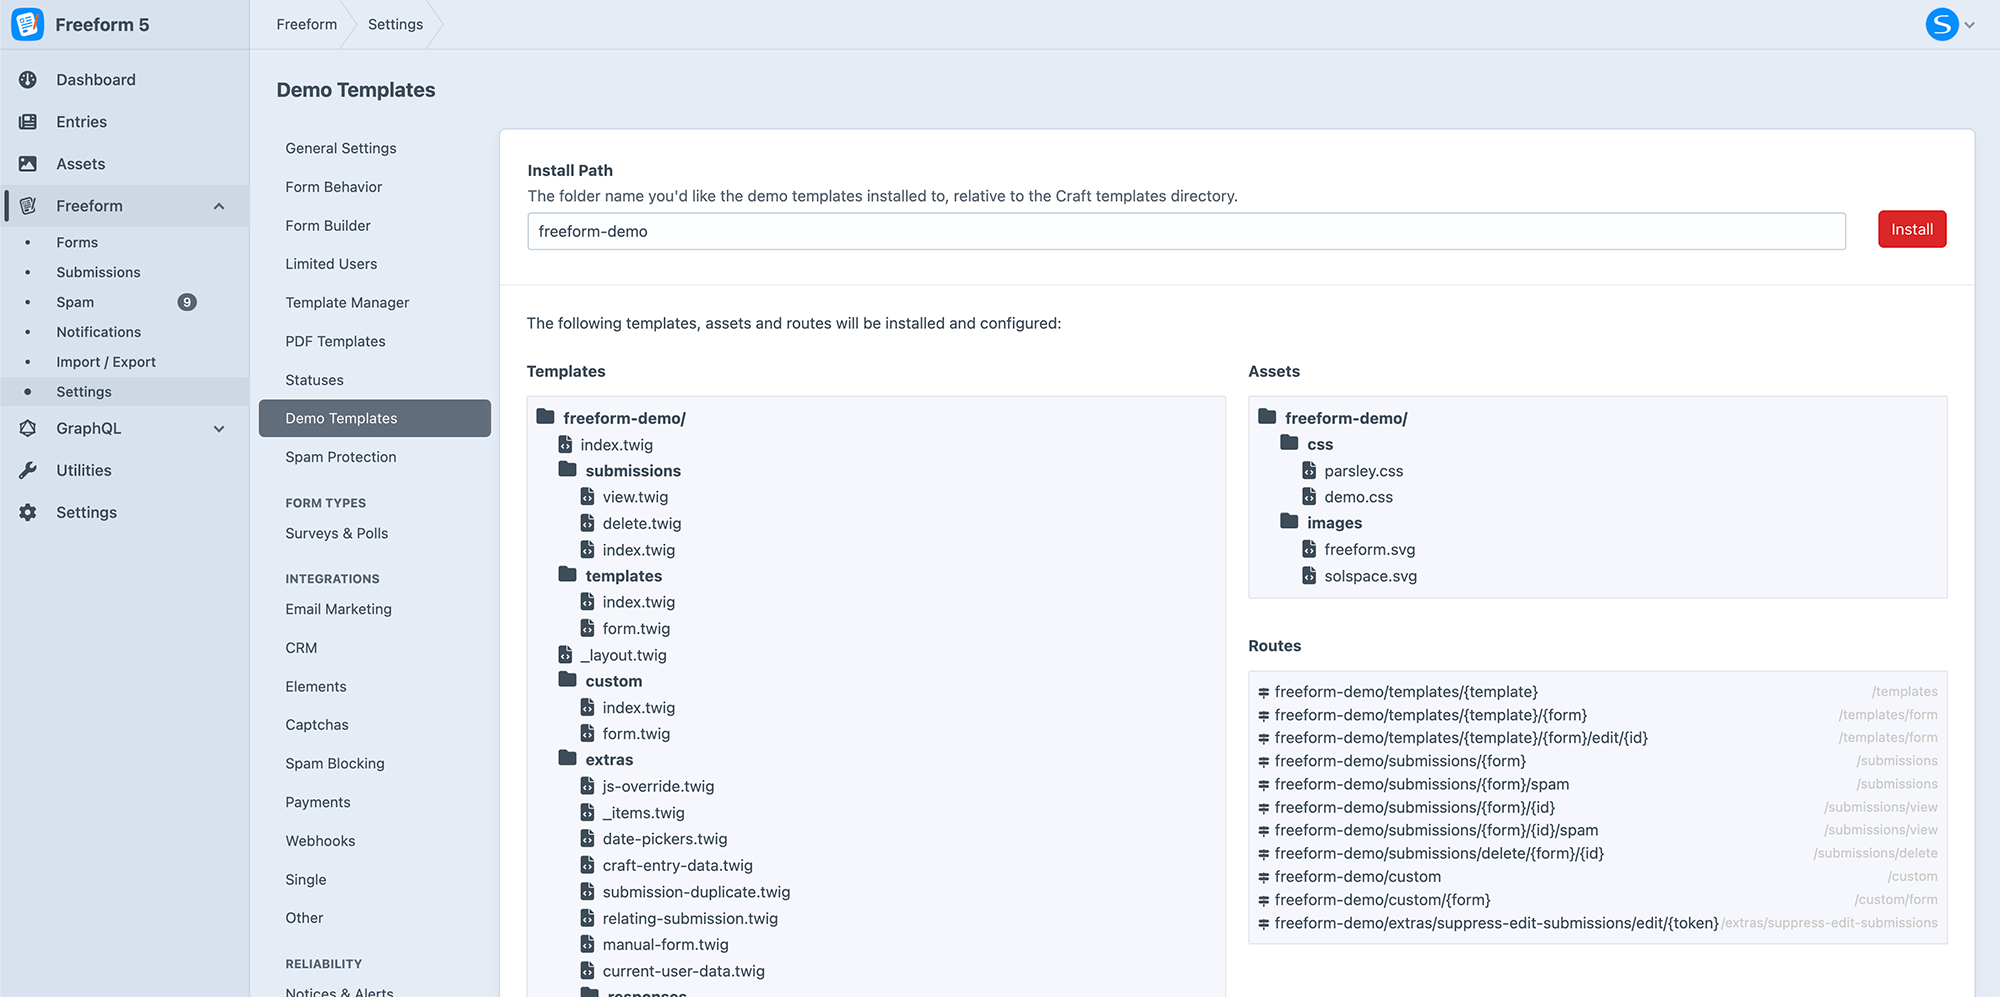 Freeform 5
Freeform
Settings
S
Dashboard
Entries
Assets
Freeform
Forms
Submissions
Spam
9
Notifications
Import / Export
Settings
GraphQL
Utilities
Settings
Demo Templates
General Settings
Form Behavior
Form Builder
Limited Users
Template Manager
PDF Templates
Statuses
Demo Templates
Spam Protection
FORM TYPES
Surveys & Polls
INTEGRATIONS
Email Marketing
CRM
Elements
Captchas
Spam Blocking
Payments
Webhooks
Single
Other
RELIABILITY
Notices & Alerts
Install Path
The folder name you'd like the demo templates installed to, relative to the Craft templates directory.
freeform-demo
Install
The following templates, assets and routes will be installed and configured:
Templates
freeform-demo/
index.twig
submissions
view.twig
delete.twig
index.twig
templates
index.twig
form.twig
_layout.twig
custom
index.twig
form.twig
extras
js-override.twig
_items.twig
date-pickers.twig
craft-entry-data.twig
submission-duplicate.twig
relating-submission.twig
manual-form.twig
current-user-data.twig
responses
Assets
freeform-demo/
css
parsley.css
demo.css
images
freeform.svg
solspace.svg
Routes
freeform-demo/templates/{template} /templates
freeform-demo/templates/{template}/{form} /templates/form
freeform-demo/templates/{template}/{form}/edit/{id} /templates/form
freeform-demo/submissions/{form} /submissions
freeform-demo/submissions/{form}/spam /submissions
freeform-demo/submissions/{form}/{id} /submissions/view
freeform-demo/submissions/{form}/{id}/spam /submissions/view
freeform-demo/submissions/delete/{form}/{id} /submissions/delete
freeform-demo/custom /custom
freeform-demo/custom/{form} /custom/form
freeform-demo/extras/suppress-edit-submissions/edit/{token} /extras/suppress-edit-submissions